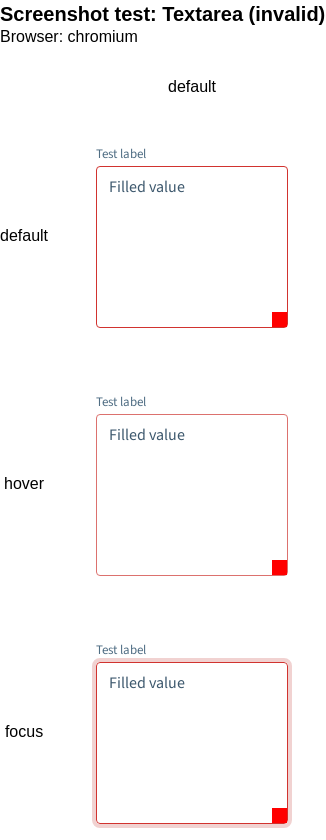 Screenshot test: Textarea (invalid)
Browser: chromium
default
Test label
Filled value
default
Test label
Filled value
hover
Test label
Filled value
focus